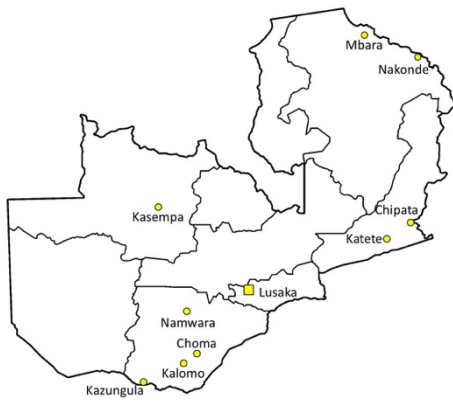 Mbara
Nakonde
Chipata
Kasempa
Katete
Lusaka
Namwara
Choma
Kalomo
Kazungula